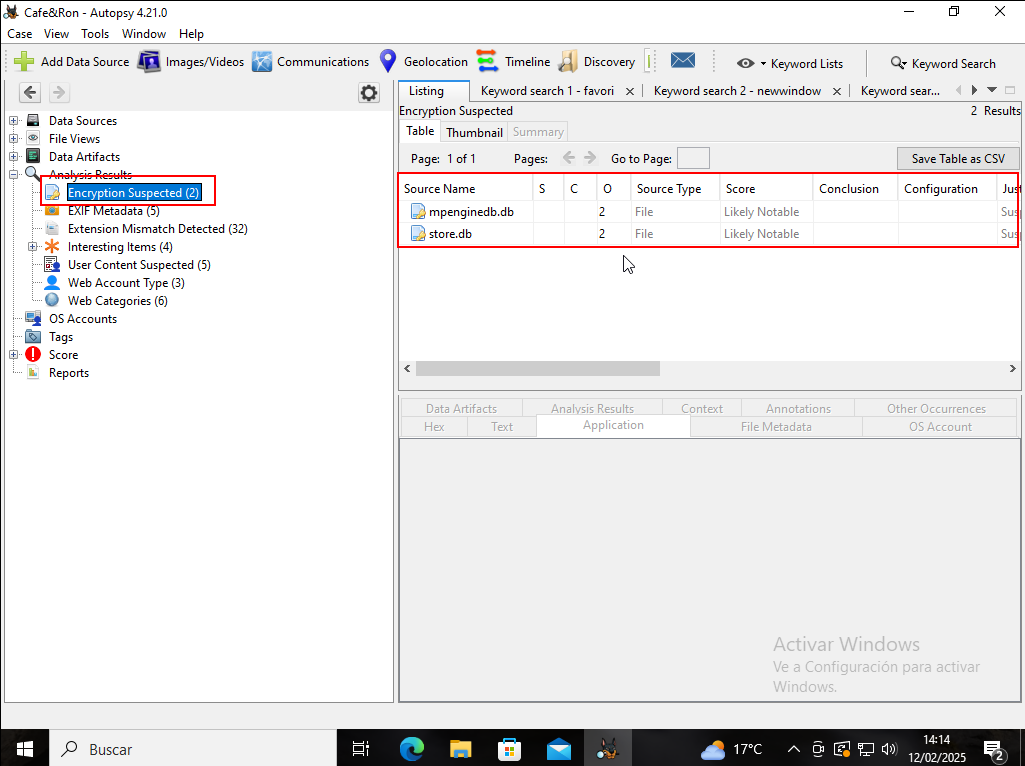 Cafe&Ron - Autopsy 4.21.0
Case View Tools Window Help
Add Data Source Images/Videos Communications Geolocation Timeline Discovery Keyword Lists Keyword Search
Data Sources
File Views
Data Artifacts
Analysis Results
Encryption Suspected (2)
EXIF Metadata (5)
Extension Mismatch Detected (32)
Interesting Items (4)
User Content Suspected (5)
Web Account Type (3)
Web Categories (6)
OS Accounts
Tags
Score
Reports
Listing Keyword search 1 - favori Keyword search 2 - newwindow Keyword sear...
Encryption Suspected 2 Results
Table Thumbnail Summary
Page: 1 of 1 Pages: Go to Page: Save Table as CSV
Source Name S C O Source Type Score Conclusion Configuration Just
mpenginedb.db 2 File Likely Notable Susp
store.db 2 File Likely Notable Susp
Data Artifacts Analysis Results Context Annotations Other Occurrences
Hex Text Application File Metadata OS Account
Activar Windows
Ve a Configuración para activar
Windows.
Buscar 17°C 14:14
12/02/2025 2